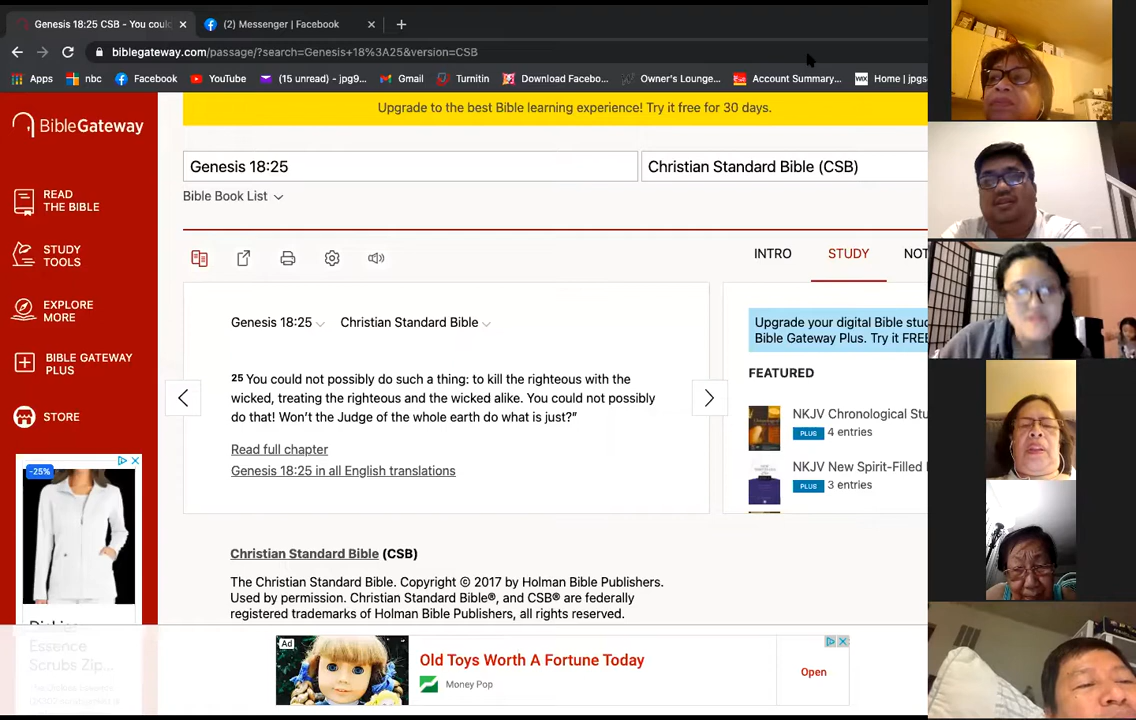 Genesis 18:25 CSB - You coul
(2) Messenger | Facebook
biblegateway.com/passage/?search=Genesis+18%3A25&version=CSB
Apps
nbc
Facebook
YouTube
(15 unread) - jpg9...
Gmail
Turnitin
Download Facebo...
Owner's Lounge...
Account Summary...
WIX
Home | jpgs
Upgrade to the best Bible learning experience! Try it free for 30 days.
BibleGateway
READ
THE BIBLE
STUDY
TOOLS
EXPLORE
MORE
BIBLE GATEWAY
PLUS
STORE
Genesis 18:25
Christian Standard Bible (CSB)
Bible Book List
INTRO
STUDY
NOT
Genesis 18:25
Christian Standard Bible
25 You could not possibly do such a thing: to kill the righteous with the
wicked, treating the righteous and the wicked alike. You could not possibly
do that! Won't the Judge of the whole earth do what is just?”
Read full chapter
Genesis 18:25 in all English translations
Upgrade your digital Bible stu
Bible Gateway Plus. Try it FREE
FEATURED
NKJV Chronological Stu
PLUS
4 entries
NKJV New Spirit-Filled
PLUS
3 entries
Christian Standard Bible (CSB)
The Christian Standard Bible. Copyright © 2017 by Holman Bible Publishers.
Used by permission. Christian Standard Bible®, and CSB® are federally
registered trademarks of Holman Bible Publishers, all rights reserved.
-25%
Essence
Scrubs Zip...
Ad
Old Toys Worth A Fortune Today
Money Pop
Open